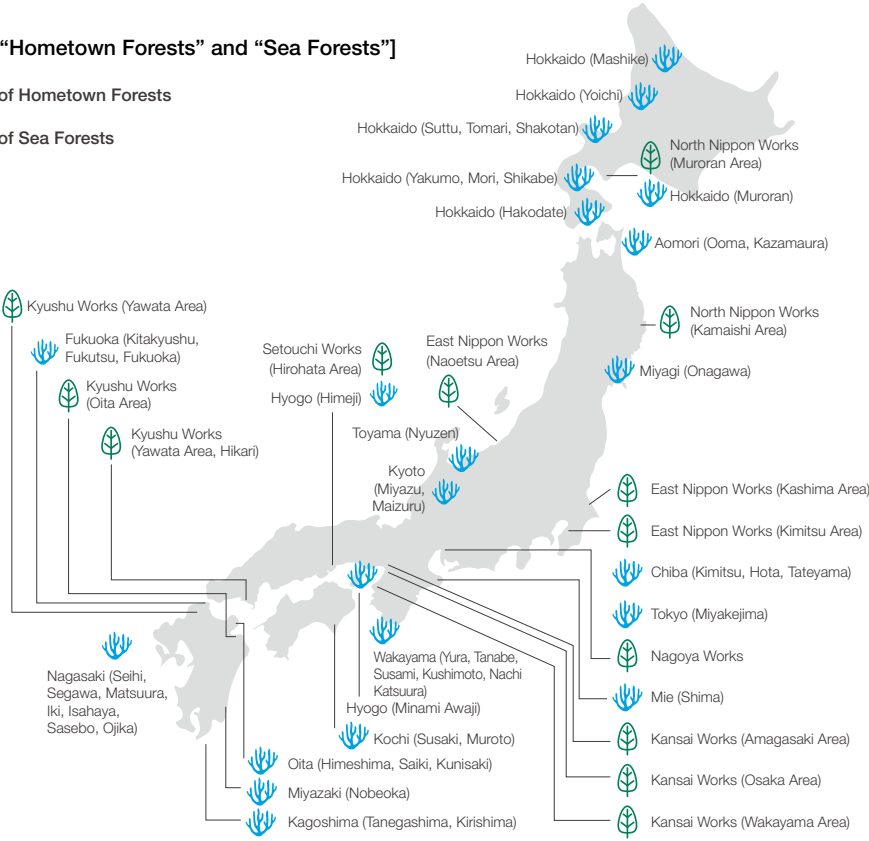 “Hometown Forests” and “Sea Forests”]
of Hometown Forests
of Sea Forests
Hokkaido (Mashike)
Hokkaido (Yoichi)
Hokkaido (Suttu, Tomari, Shakotan)
North Nippon Works
(Muroran Area)
Hokkaido (Yakumo, Mori, Shikabe)
Hokkaido (Muroran)
Hokkaido (Hakodate)
Aomori (Ooma, Kazamaura)
Kyushu Works (Yawata Area)
North Nippon Works
(Kamaishi Area)
Fukuoka (Kitakyushu,
Fukutsu, Fukuoka)
Setouchi Works
(Hirohata Area)
East Nippon Works
(Naoetsu Area)
Miyagi (Onagawa)
Kyushu Works
(Oita Area)
Hyogo (Himeji)
Kyushu Works
(Yawata Area, Hikari)
Toyama (Nyuzen)
Kyoto
(Miyazu,
Maizuru)
East Nippon Works (Kashima Area)
East Nippon Works (Kimitsu Area)
Chiba (Kimitsu, Hota, Tateyama)
Tokyo (Miyakejima)
Nagoya Works
Mie (Shima)
Kansai Works (Amagasaki Area)
Kansai Works (Osaka Area)
Kansai Works (Wakayama Area)
Nagasaki (Seihi,
Segawa, Matsuura,
Iki, Isahaya,
Sasebo, Ojika)
Wakayama (Yura, Tanabe,
Susami, Kushimoto, Nachi
Katsuura)
Hyogo (Minami Awaji)
Kochi (Susaki, Muroto)
Oita (Himeshima, Saiki, Kunisaki)
Miyazaki (Nobeoka)
Kagoshima (Tanegashima, Kirishima)